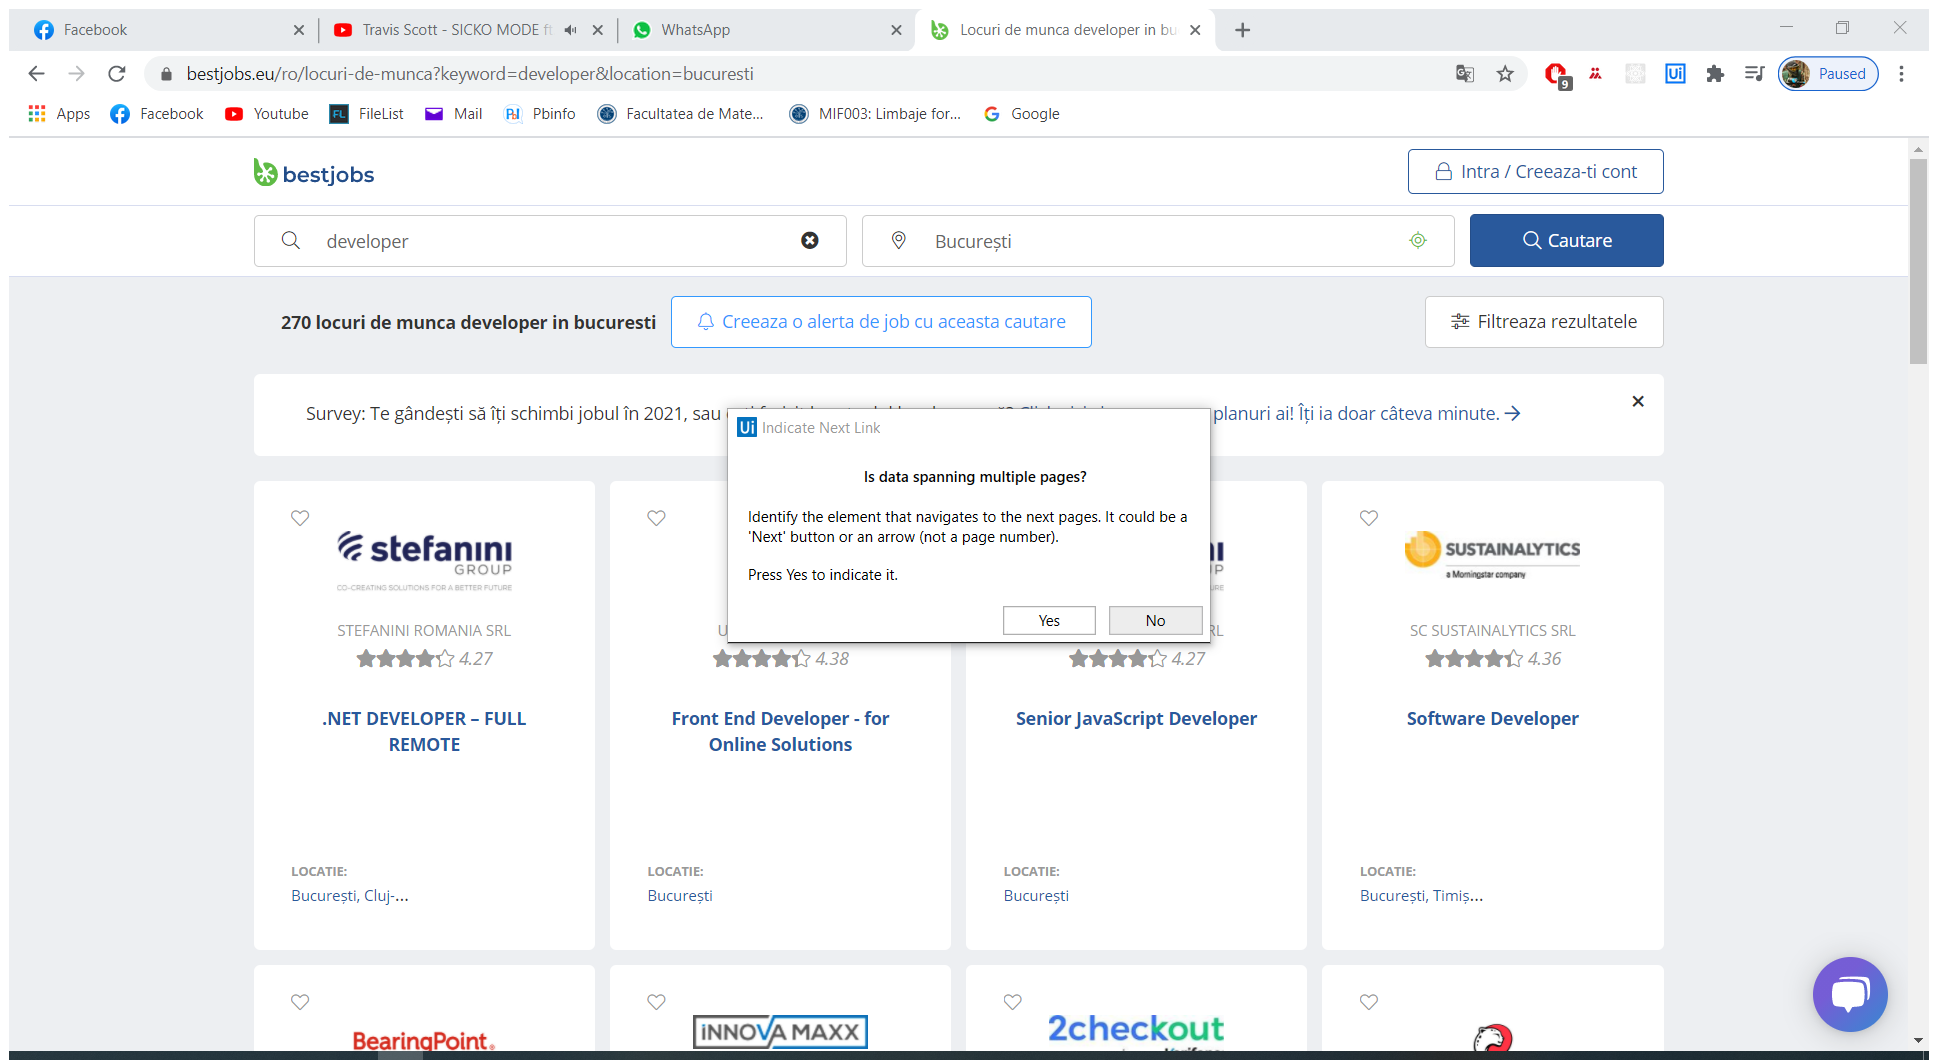 Facebook
Travis Scott - SICKO MODE ft
WhatsApp
Locuri de munca developer in bu
bestjobs.eu/ro/locuri-de-munca?keyword=developer&location=bucuresti
9
Ui
Paused
Apps
Facebook
Youtube
FL FileList
Mail
Pbinfo
Facultatea de Mate...
MIF003: Limbaje for...
Google
bestjobs
Intra / Creeaza-ti cont
developer
București
Cautare
270 locuri de munca developer in bucuresti
Creeaza o alerta de job cu aceasta cautare
Filtreaza rezultatele
Survey: Te gândești să îți schimbi jobul în 2021, sau
planuri ai! Îți ia doar câteva minute. →
Ui Indicate Next Link
Is data spanning multiple pages?
Identify the element that navigates to the next pages. It could be a
'Next' button or an arrow (not a page number).
Press Yes to indicate it.
Yes
No
stefanini
GROUP
CO-CREATING SOLUTIONS FOR A BETTER FUTURE
STEFANINI ROMANIA SRL
4.27
.NET DEVELOPER – FULL
REMOTE
LOCATIE:
București, Cluj-...
4.38
Front End Developer - for
Online Solutions
LOCATIE:
București
4.27
Senior JavaScript Developer
LOCATIE:
București
SUSTAINALYTICS
a Morningstar company
SC SUSTAINALYTICS SRL
4.36
Software Developer
LOCATIE:
București, Timiș...
BearingPoint.
INNOVA MAXX
2checkout